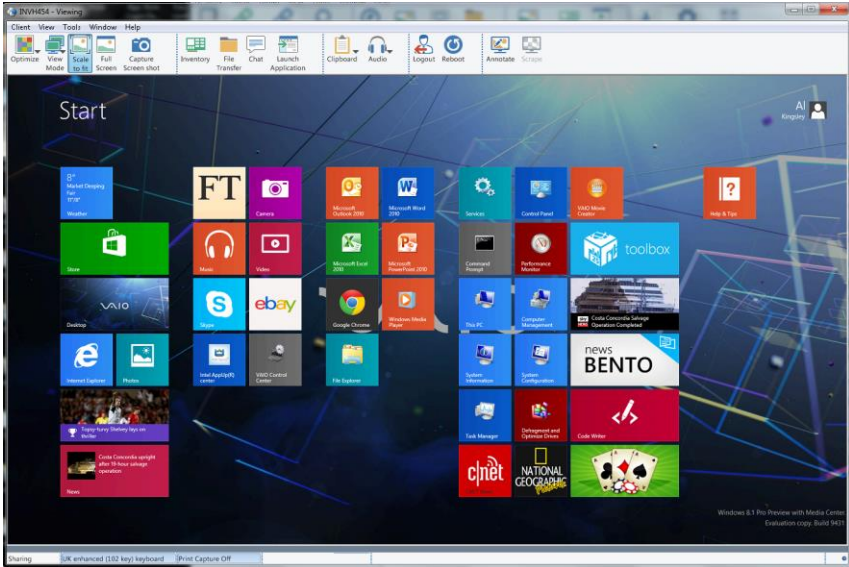 INVH454 - Viewing
Client View Tools Window Help
Optimize
View
Mode
Scale
to fit
Full
Screen
Capture
Screen shot
Inventory
File
Transfer
Chat
Launch
Application
Clipboard
Audio
Logout
Reboot
Annotate
Scrape
Start
Al
Kingsley
8°
Market Deeping
Fair
Weather
FT
Camera
Microsoft
Outlook 2010
Microsoft Word
2010
Services
Control Panel
VAIO Movie
Creator
Help & Tips
Store
Music
Video
Microsoft Excel
2010
Microsoft
PowerPoint 2010
Command
Prompt
Performance
Monitor
toolbox
VAIO
Desktop
Skype
ebay
Google Chrome
Windows Media
Player
This PC
Computer
Management
Costa Concordia Salvage
Operation Completed
Internet Explorer
Photos
Intel AppUp(R)
center
VAIO Control
Center
File Explorer
System
Information
System
Configuration
news
BENTO
Topsy-turvy Shelvey lays on
thriller
Task Manager
Defragment and
Optimize Drives
Code Writer
Costa Concordia upright
after 19-hour salvage
operation
News
c|net
NATIONAL
GEOGRAPHIC
Windows 8.1 Pro Preview with Media Center
Evaluation copy. Build 9431
Sharing
UK enhanced (102 key) keyboard
Print Capture Off